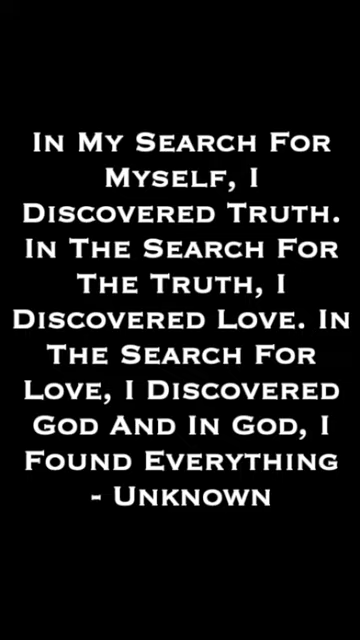 In My Search For
Myself, I
Discovered Truth.
In The Search For
The Truth, I
Discovered Love. In
The Search For
Love, I Discovered
God And In God, I
Found Everything
- Unknown